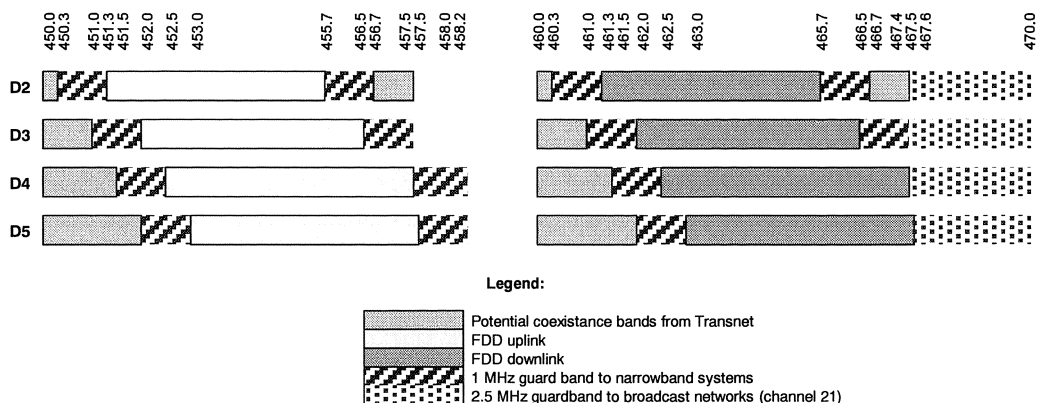 450.0 450.3 451.0 451.3 451.5 452.0 452.5 453.0 455.7 456.5 456.7 457.5 457.5 458.0 458.2 460.0 460.3 461.0 461.3 461.5 462.0 462.5 463.0 465.7 466.5 466.7 467.4 467.5 467.6 470.0
D2
D3
D4
D5
Legend:
Potential coexistance bands from Transnet
FDD uplink
FDD downlink
1 MHz guard band to narrowband systems
2.5 MHz guardband to broadcast networks (channel 21)